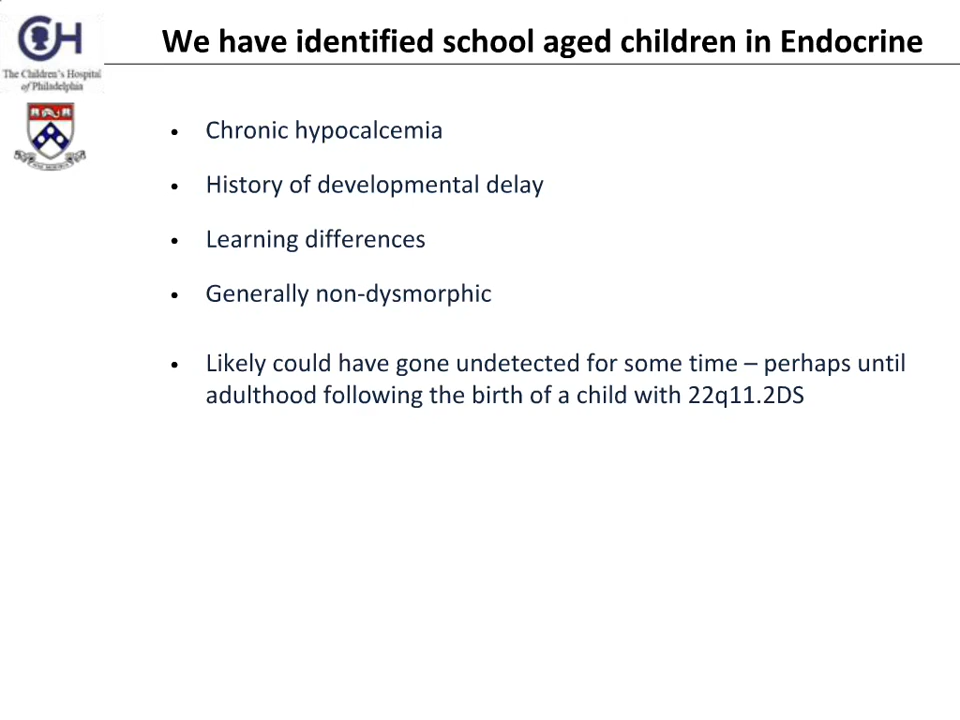 We have identified school aged children in Endocrine
CH
The Children's Hospital
of Philadelphia
• Chronic hypocalcemia
• History of developmental delay
• Learning differences
• Generally non-dysmorphic
• Likely could have gone undetected for some time – perhaps until
adulthood following the birth of a child with 22q11.2DS